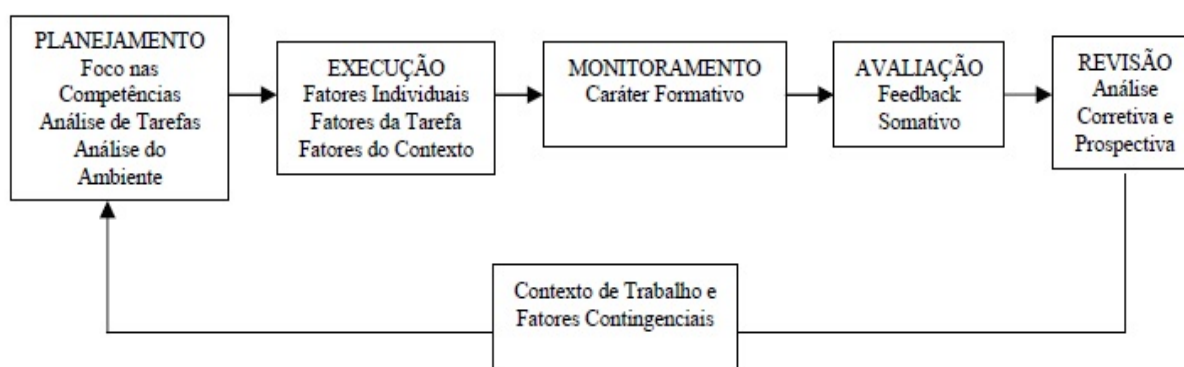 PLANEJAMENTO
Foco nas
Competências
Análise de Tarefas
Análise do
Ambiente
EXECUÇÃO
Fatores Individuais
Fatores da Tarefa
Fatores do Contexto
MONITORAMENTO
Caráter Formativo
AVALIAÇÃO
Feedback
Somativo
REVISÃO
Análise
Corretiva e
Prospectiva
Contexto de Trabalho e
Fatores Contingenciais